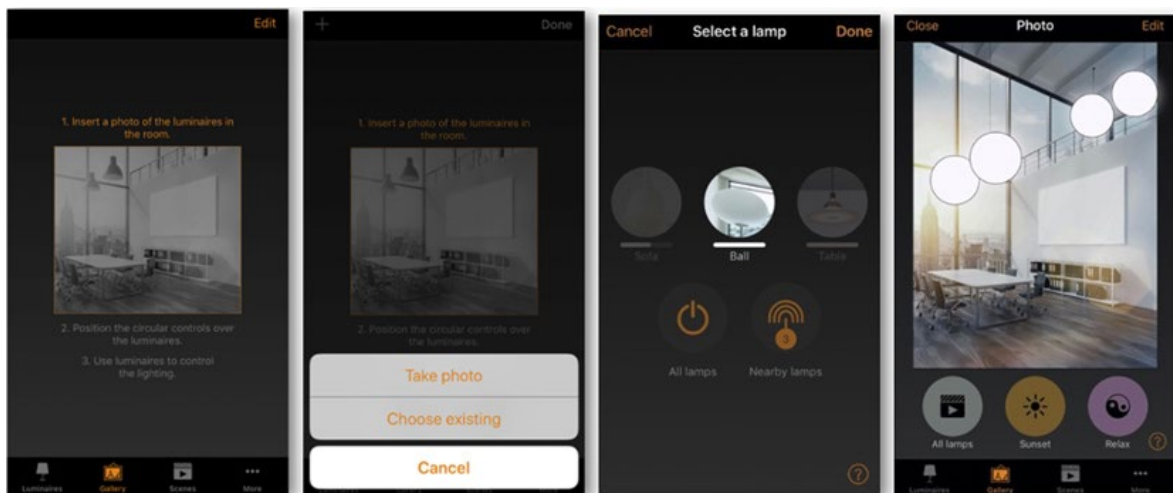 Edit
1. Insert a photo of the luminaires in
the room.
2. Position the circular controls over
the luminaires.
3. Use luminaires to control
the lighting.
Luminaires
Gallery
Scenes
More
+
Done
1. Insert a photo of the luminaires in
the room.
2. Position the circular controls over
the luminaires.
Take photo
Choose existing
Cancel
Cancel
Select a lamp
Done
Sofa
Ball
Table
All lamps
3
Nearby lamps
?
Close
Photo
Edit
All lamps
Sunset
Relax
?
Luminaires
Gallery
Scenes
More